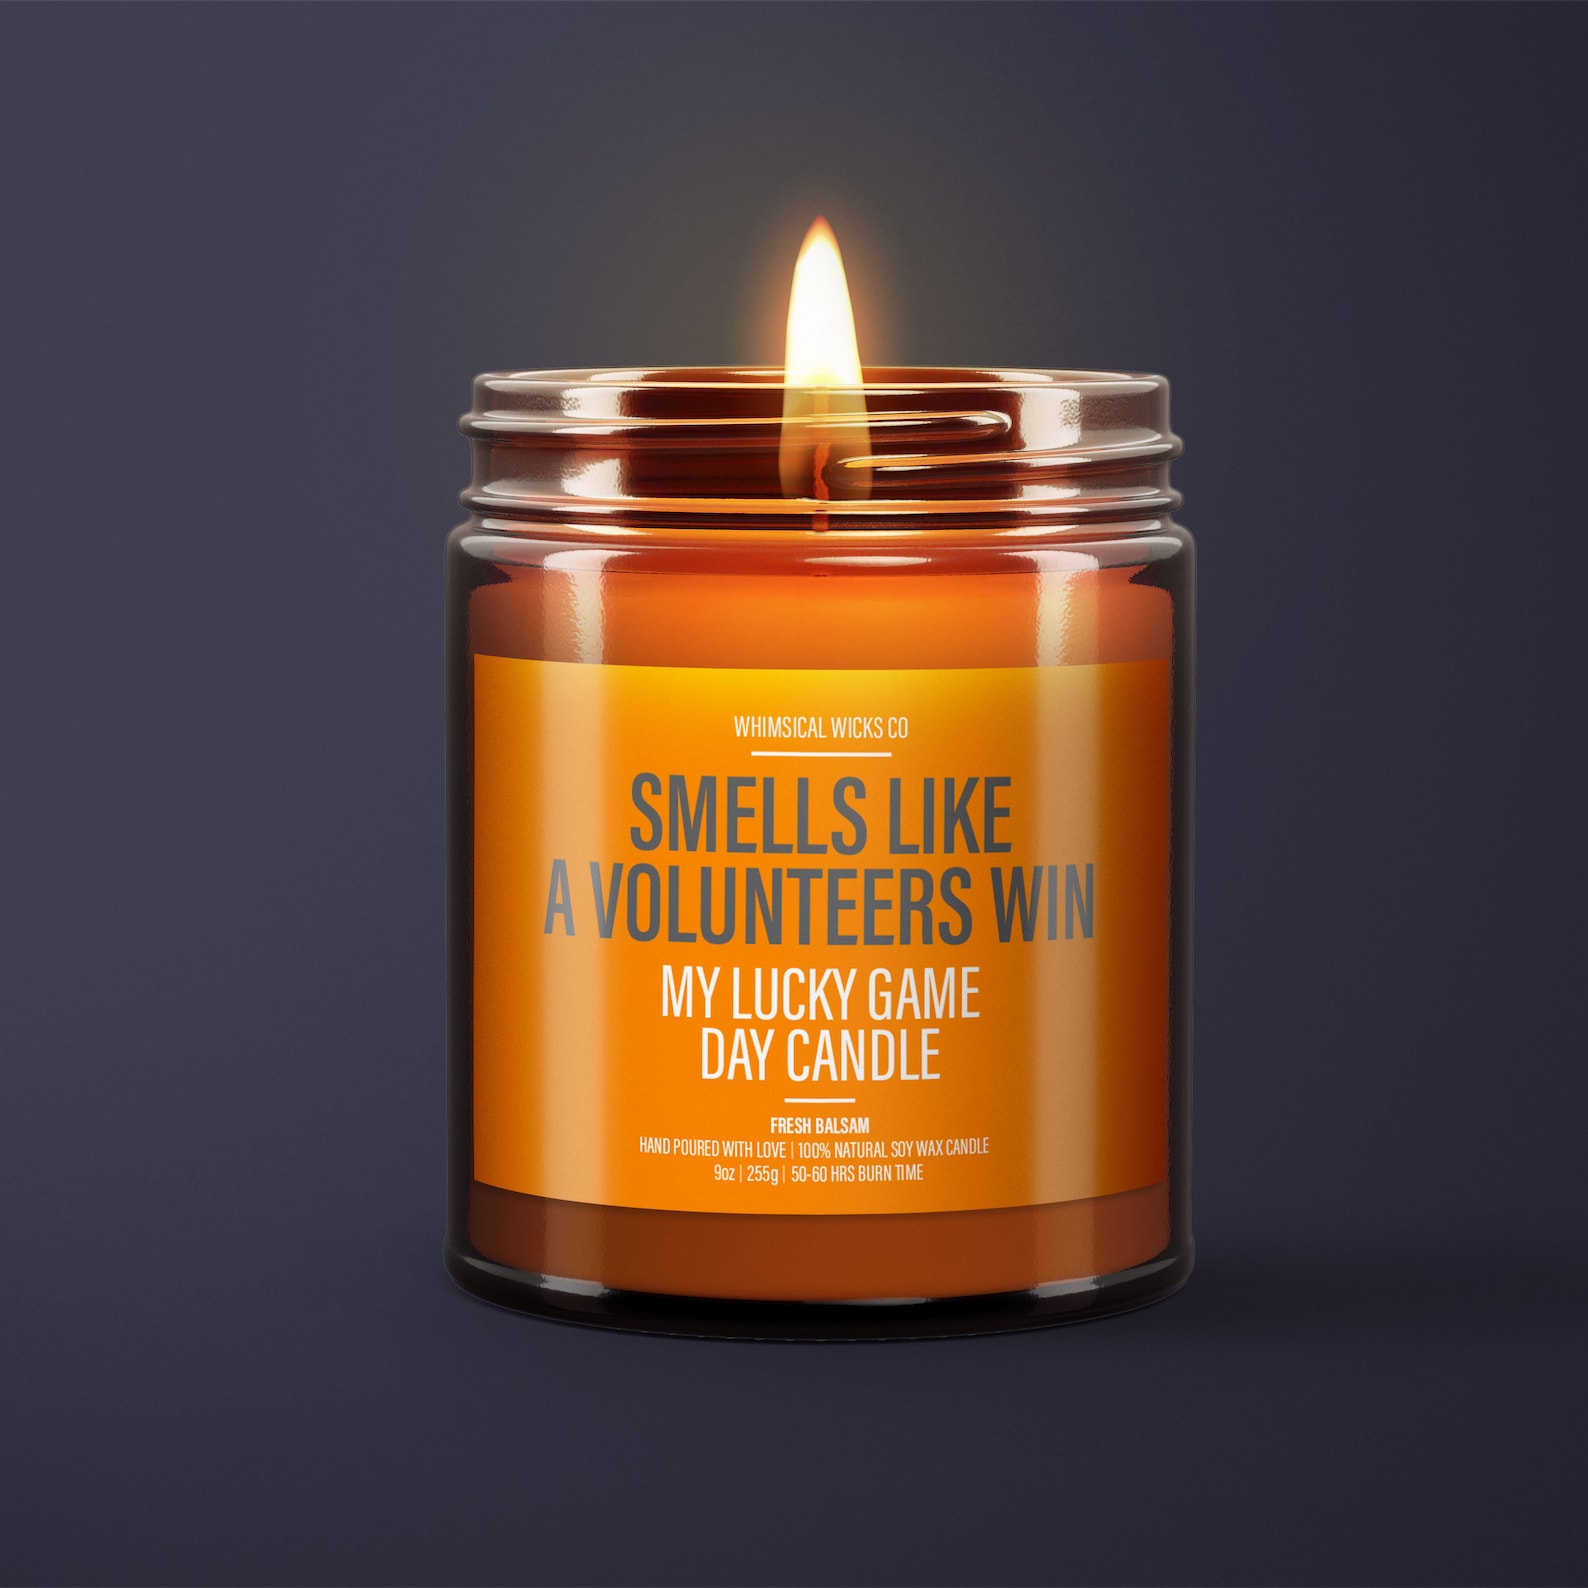 WHIMSICAL WICKS CO
SMELLS LIKE
A VOLUNTEERS WIN
MY LUCKY GAME
DAY CANDLE
FRESH BALSAM
HAND POURED WITH LOVE | 100% NATURAL SOY WAX CANDLE
9oz | 255g | 50-60 HRS BURN TIME